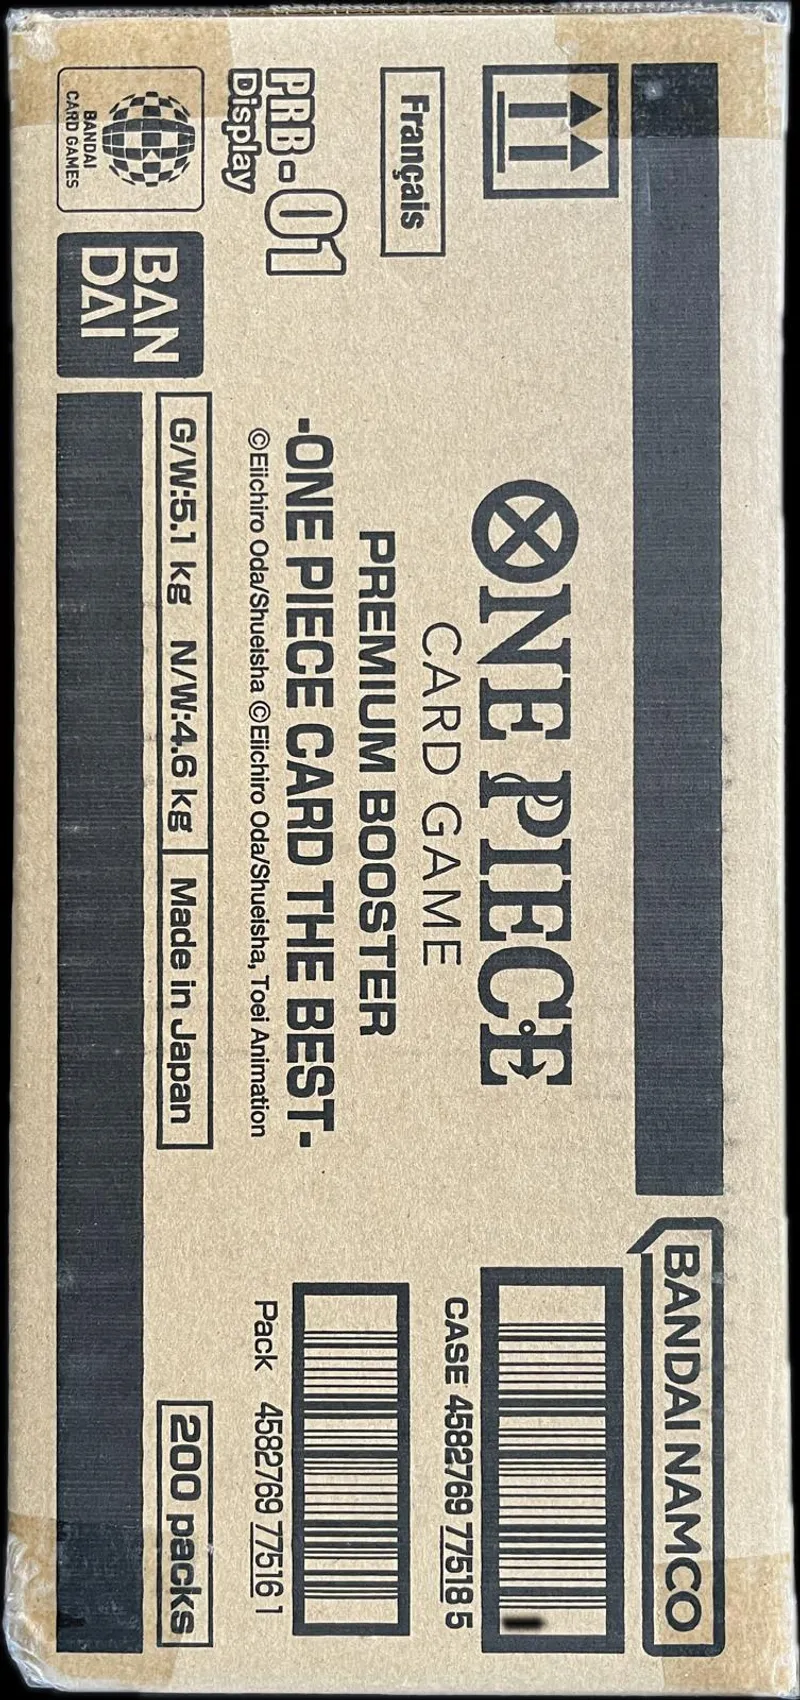 Français
PRB-01
Display
BANDAI
CARD GAMES
BAN
DAI
ONE PIECE
CARD GAME
PREMIUM BOOSTER
-ONE PIECE CARD THE BEST-
©Eiichiro Oda/Shueisha ©Eiichiro Oda/Shueisha, Toei Animation
G/W:5.1 kg N/W:4.6 kg Made in Japan
BANDAI NAMCO
CASE 4582769 77518 5
Pack 4582769 77516 1
200 packs